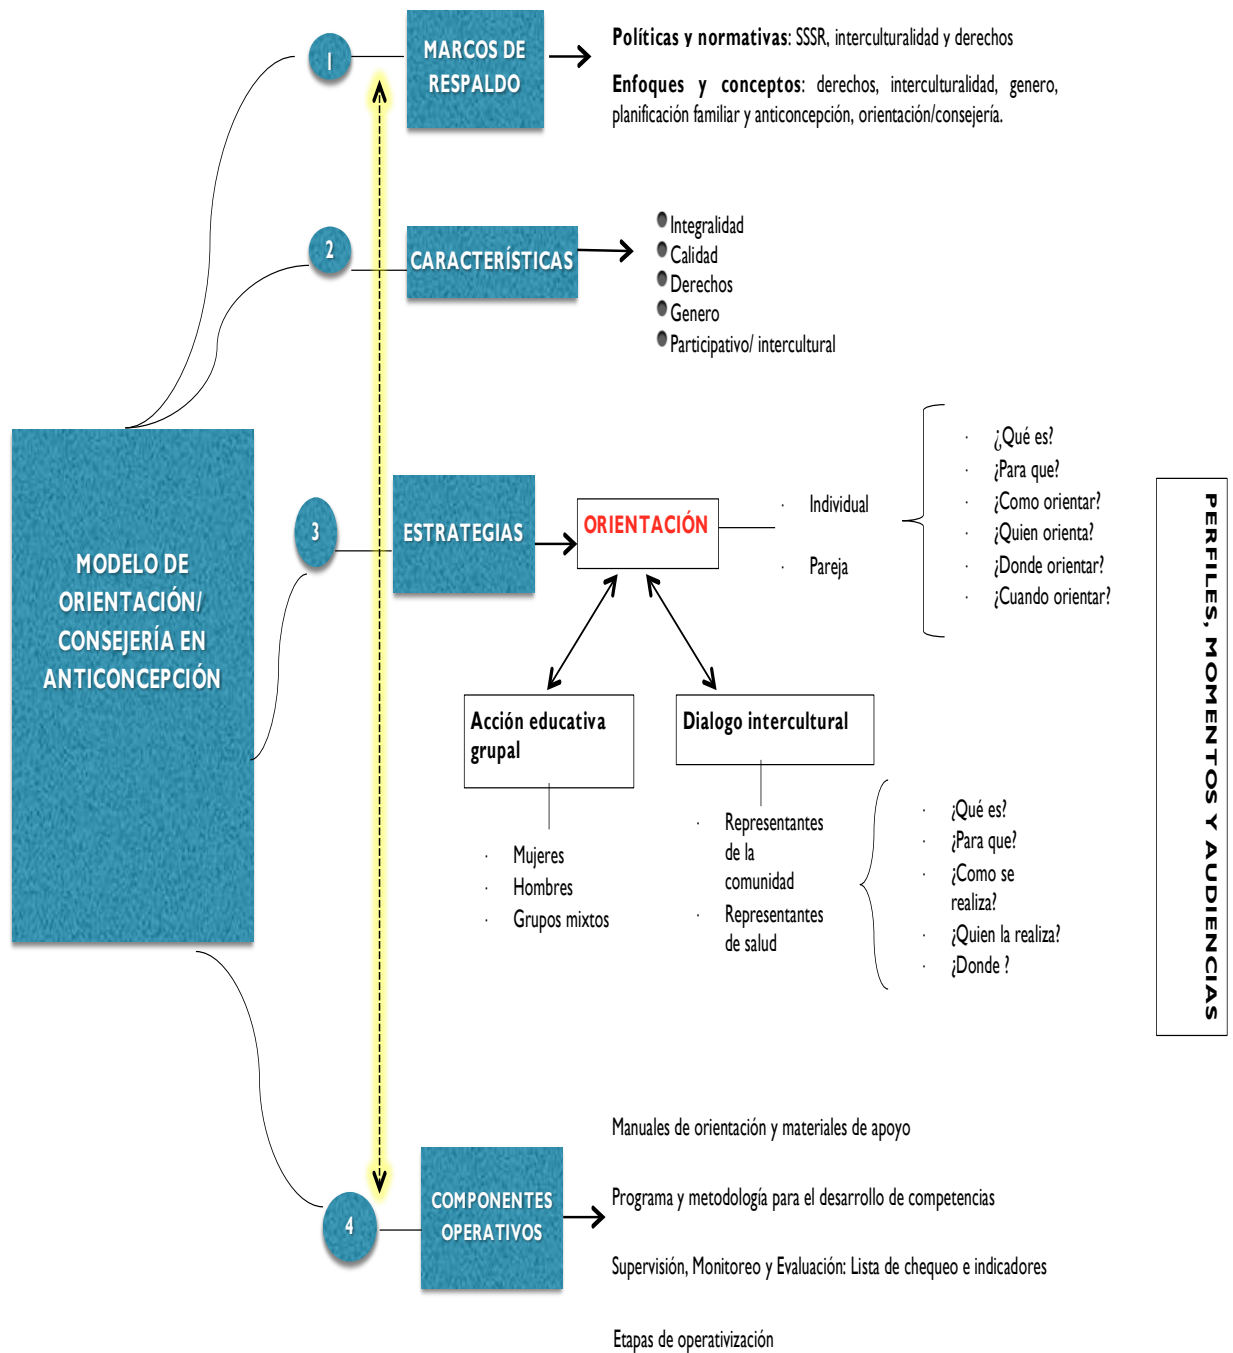 1
MARCOS DE
RESPALDO
Políticas y normativas: SSSR, interculturalidad y derechos
Enfoques y conceptos: derechos, interculturalidad, genero,
planificación familiar y anticoncepción, orientación/consejería.
2
CARACTERÍSTICAS
Integralidad
Calidad
Derechos
Genero
Participativo/ intercultural
MODELO DE
ORIENTACIÓN/
CONSEJERÍA EN
ANTICONCEPCIÓN
3
ESTRATEGIAS
ORIENTACIÓN
· Individual
· Pareja
· ¿Qué es?
· ¿Para que?
· ¿Como orientar?
· ¿Quien orienta?
· ¿Donde orientar?
· ¿Cuando orientar?
Acción educativa
grupal
· Mujeres
· Hombres
· Grupos mixtos
Dialogo intercultural
· Representantes
de la
comunidad
· Representantes
de salud
· ¿Qué es?
· ¿Para que?
· ¿Como se
realiza?
· ¿Quien la realiza?
· ¿Donde ?
PERFILES, MOMENTOS Y AUDIENCIAS
4
COMPONENTES
OPERATIVOS
Manuales de orientación y materiales de apoyo
Programa y metodología para el desarrollo de competencias
Supervisión, Monitoreo y Evaluación: Lista de chequeo e indicadores
Etapas de operativización